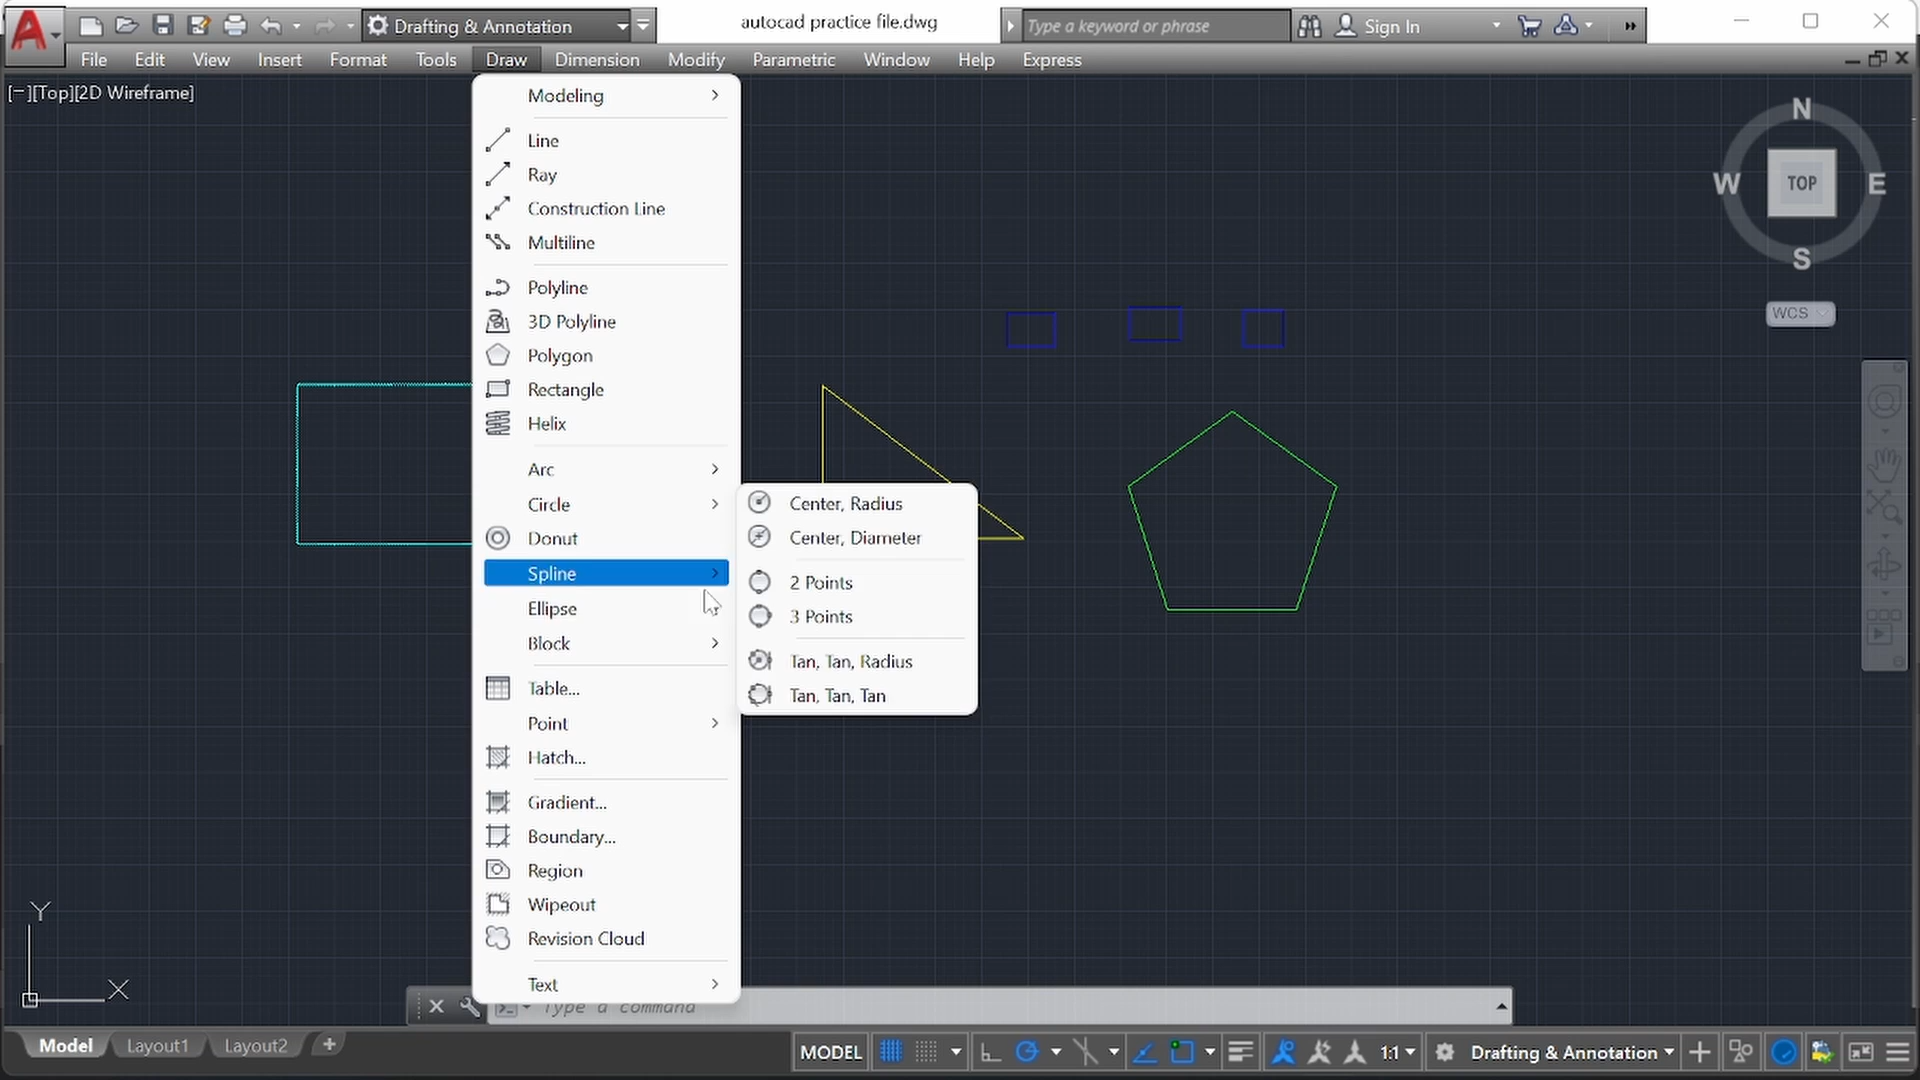 Drafting & Annotation
autocad practice file.dwg
Type a keyword or phrase
Sign In
File Edit View Insert Format Tools Draw Dimension Modify Parametric Window Help Express
[−][Top][2D Wireframe]
Modeling
Line
Ray
Construction Line
Multiline
Polyline
3D Polyline
Polygon
Rectangle
Helix
Arc
Circle
Donut
Spline
Ellipse
Block
Table...
Point
Hatch...
Gradient...
Boundary...
Region
Wipeout
Revision Cloud
Text
Center, Radius
Center, Diameter
2 Points
3 Points
Tan, Tan, Radius
Tan, Tan, Tan
N
W TOP E
S
WCS
Y
X
Type a command
Model Layout1 Layout2 +
MODEL 1:1 Drafting & Annotation